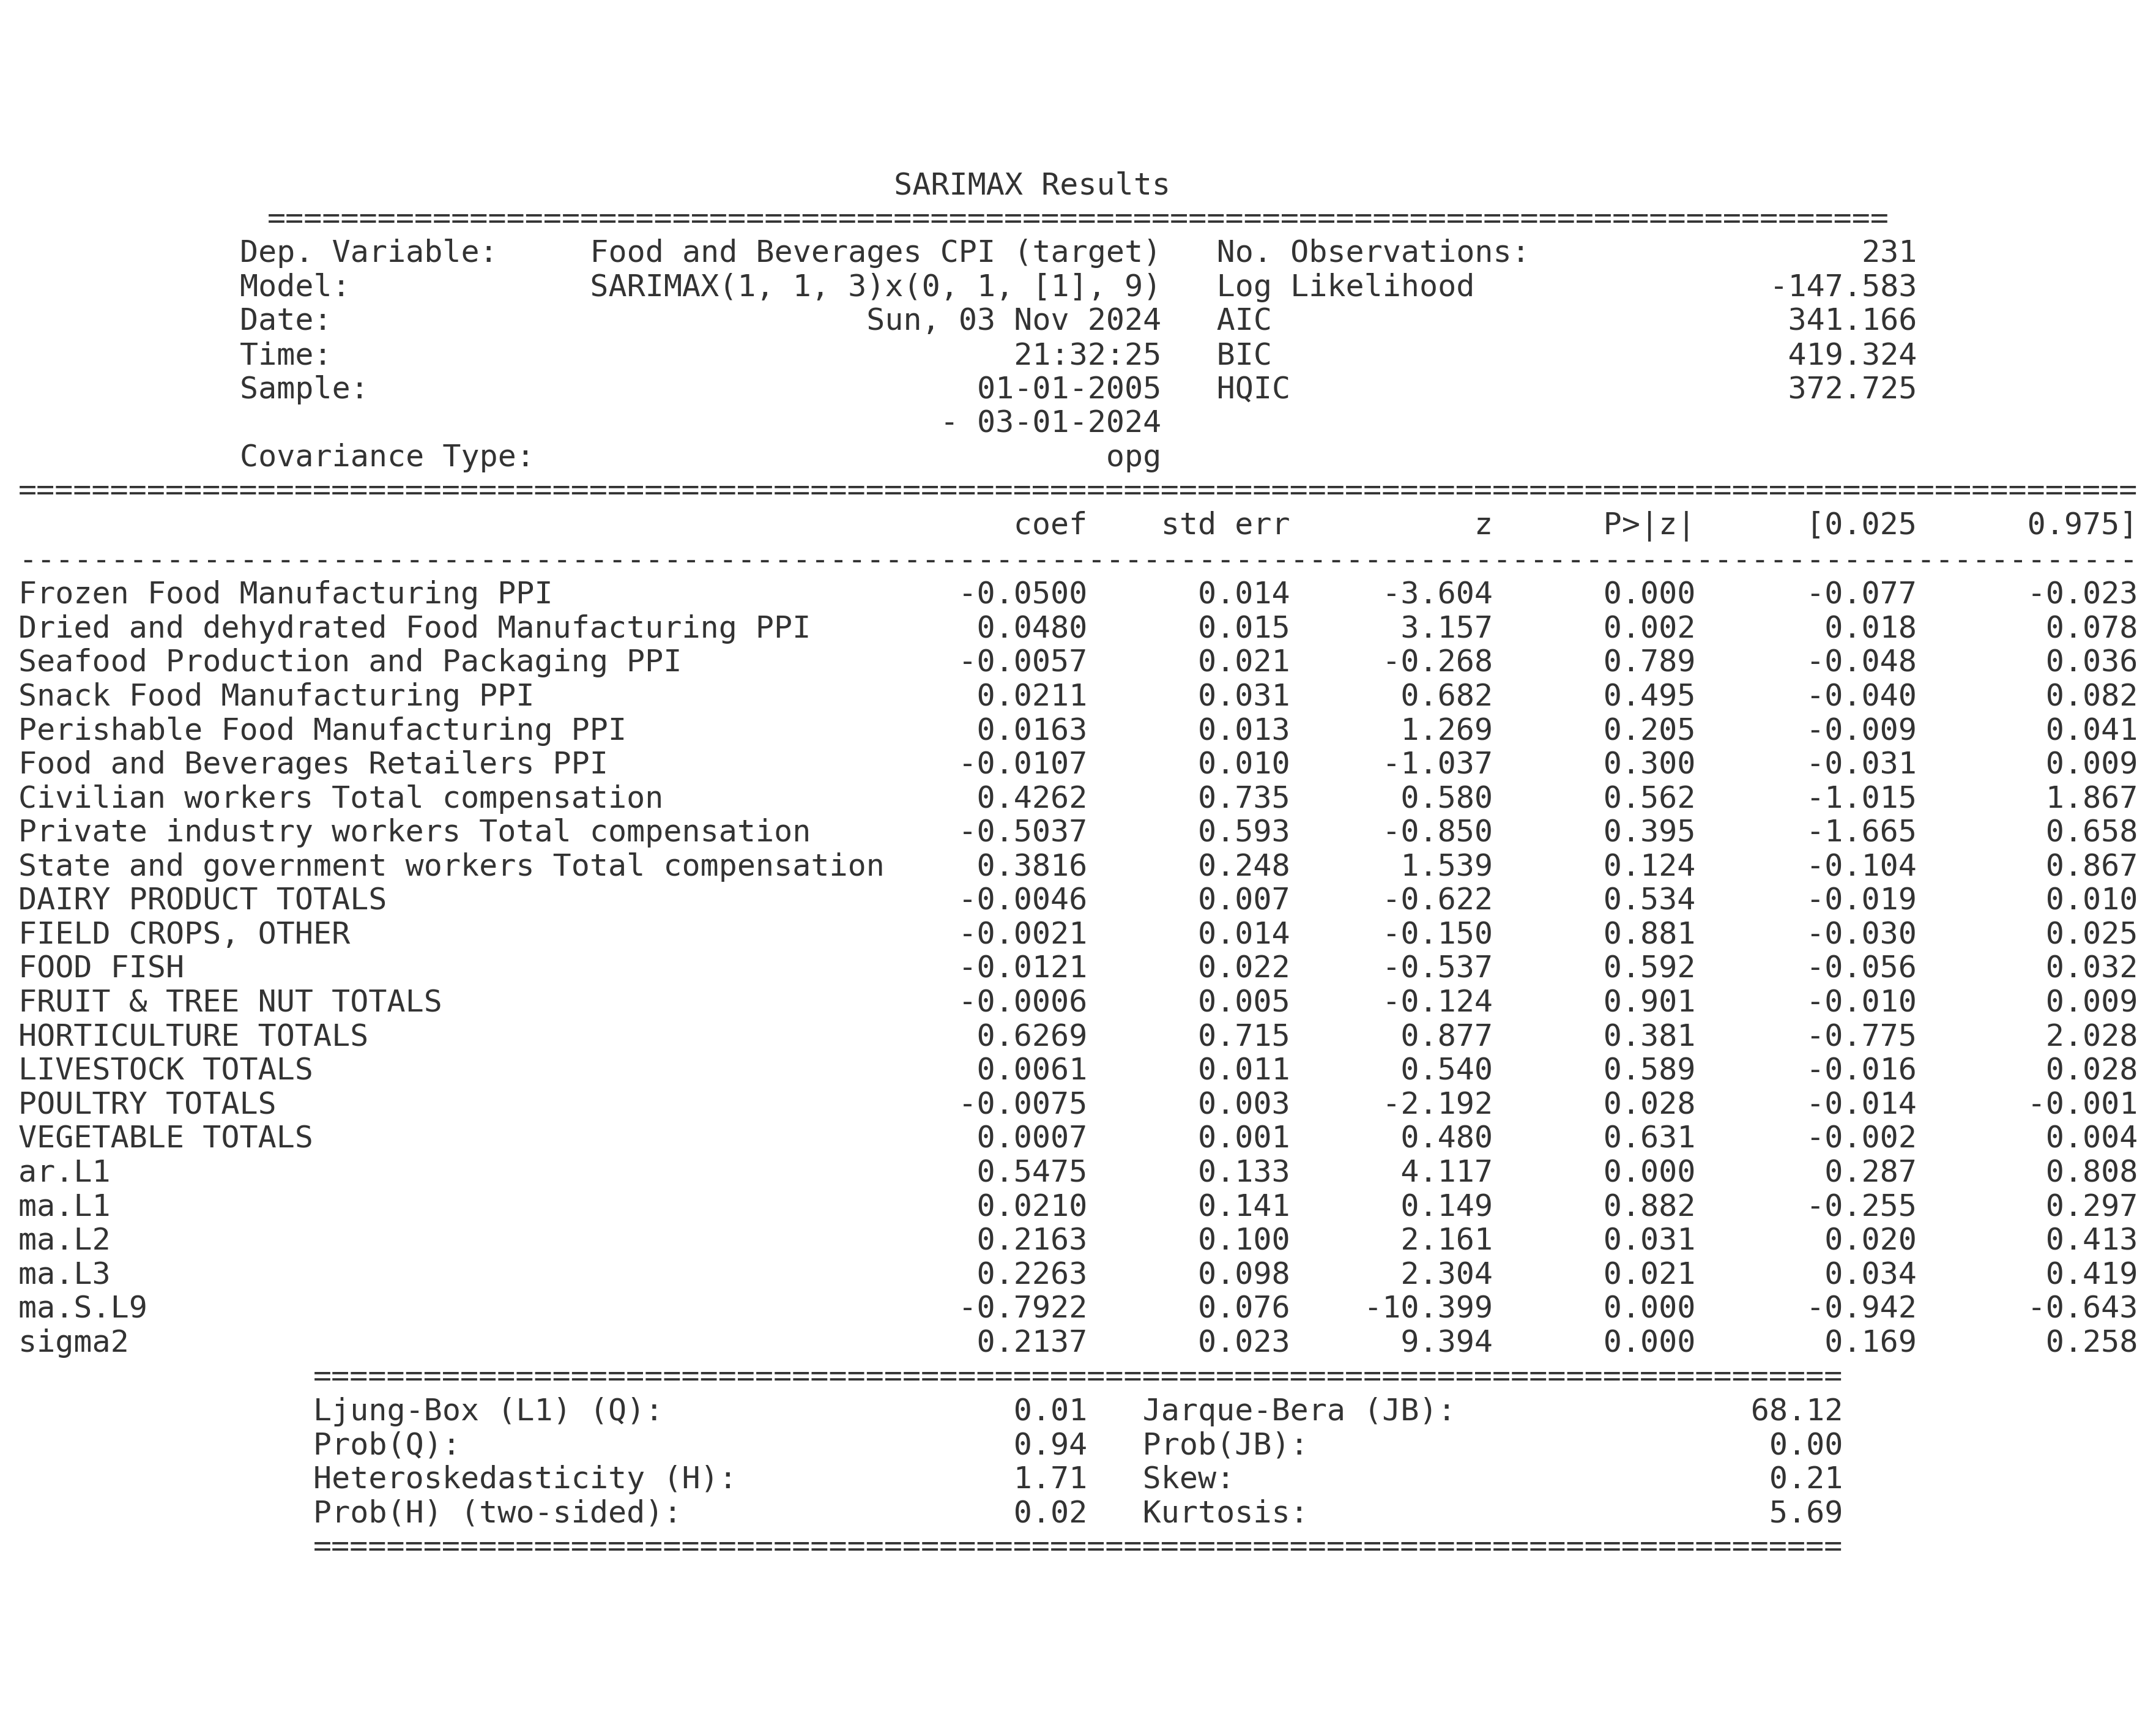 SARIMAX Results
========================================================================================
Dep. Variable:     Food and Beverages CPI (target)   No. Observations:                  231
Model:             SARIMAX(1, 1, 3)x(0, 1, [1], 9)   Log Likelihood                -147.583
Date:                             Sun, 03 Nov 2024   AIC                            341.166
Time:                                     21:32:25   BIC                            419.324
Sample:                                 01-01-2005   HQIC                           372.725
- 03-01-2024
Covariance Type:                               opg
===================================================================================================================
coef    std err          z      P>|z|      [0.025      0.975]
-------------------------------------------------------------------------------------------------------------------
Frozen Food Manufacturing PPI                      -0.0500      0.014     -3.604      0.000      -0.077      -0.023
Dried and dehydrated Food Manufacturing PPI         0.0480      0.015      3.157      0.002       0.018       0.078
Seafood Production and Packaging PPI               -0.0057      0.021     -0.268      0.789      -0.048       0.036
Snack Food Manufacturing PPI                        0.0211      0.031      0.682      0.495      -0.040       0.082
Perishable Food Manufacturing PPI                   0.0163      0.013      1.269      0.205      -0.009       0.041
Food and Beverages Retailers PPI                   -0.0107      0.010     -1.037      0.300      -0.031       0.009
Civilian workers Total compensation                 0.4262      0.735      0.580      0.562      -1.015       1.867
Private industry workers Total compensation        -0.5037      0.593     -0.850      0.395      -1.665       0.658
State and government workers Total compensation     0.3816      0.248      1.539      0.124      -0.104       0.867
DAIRY PRODUCT TOTALS                               -0.0046      0.007     -0.622      0.534      -0.019       0.010
FIELD CROPS, OTHER                                 -0.0021      0.014     -0.150      0.881      -0.030       0.025
FOOD FISH                                          -0.0121      0.022     -0.537      0.592      -0.056       0.032
FRUIT & TREE NUT TOTALS                            -0.0006      0.005     -0.124      0.901      -0.010       0.009
HORTICULTURE TOTALS                                 0.6269      0.715      0.877      0.381      -0.775       2.028
LIVESTOCK TOTALS                                    0.0061      0.011      0.540      0.589      -0.016       0.028
POULTRY TOTALS                                     -0.0075      0.003     -2.192      0.028      -0.014      -0.001
VEGETABLE TOTALS                                    0.0007      0.001      0.480      0.631      -0.002       0.004
ar.L1                                               0.5475      0.133      4.117      0.000       0.287       0.808
ma.L1                                               0.0210      0.141      0.149      0.882      -0.255       0.297
ma.L2                                               0.2163      0.100      2.161      0.031       0.020       0.413
ma.L3                                               0.2263      0.098      2.304      0.021       0.034       0.419
ma.S.L9                                            -0.7922      0.076    -10.399      0.000      -0.942      -0.643
sigma2                                              0.2137      0.023      9.394      0.000       0.169       0.258
===================================================================================
Ljung-Box (L1) (Q):                   0.01   Jarque-Bera (JB):                68.12
Prob(Q):                              0.94   Prob(JB):                         0.00
Heteroskedasticity (H):               1.71   Skew:                             0.21
Prob(H) (two-sided):                  0.02   Kurtosis:                         5.69
===================================================================================